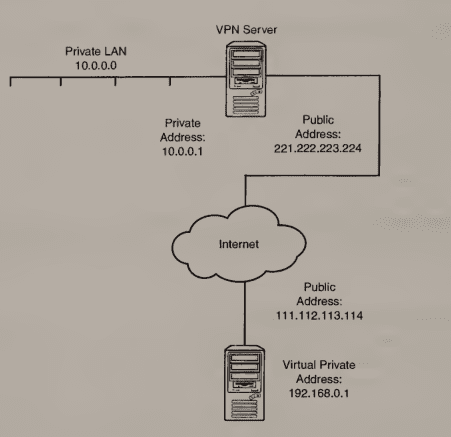 VPN Server
Private LAN
10.0.0.0
Private
Address:
10.0.0.1
Public
Address:
221.222.223.224
Internet
Public
Address:
111.112.113.114
Virtual Private
Address:
192.168.0.1